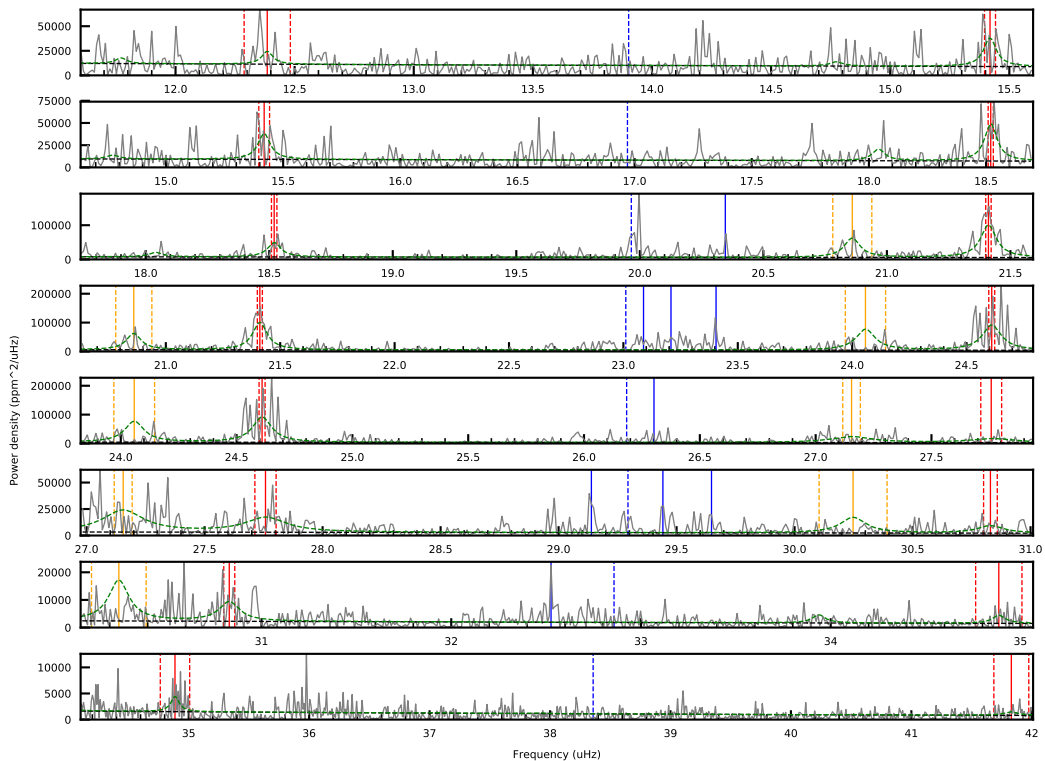 50000
25000
0
12.0 12.5 13.0 13.5 14.0 14.5 15.0 15.5
75000
50000
25000
0
15.0 15.5 16.0 16.5 17.0 17.5 18.0 18.5
100000
0
18.0 18.5 19.0 19.5 20.0 20.5 21.0 21.5
200000
100000
0
21.0 21.5 22.0 22.5 23.0 23.5 24.0 24.5
200000
100000
0
24.0 24.5 25.0 25.5 26.0 26.5 27.0 27.5
Power density (ppm^2/uHz)
50000
25000
0
27.0 27.5 28.0 28.5 29.0 29.5 30.0 30.5 31.0
20000
10000
0
31 32 33 34 35
10000
5000
0
35 36 37 38 39 40 41 42
Frequency (uHz)